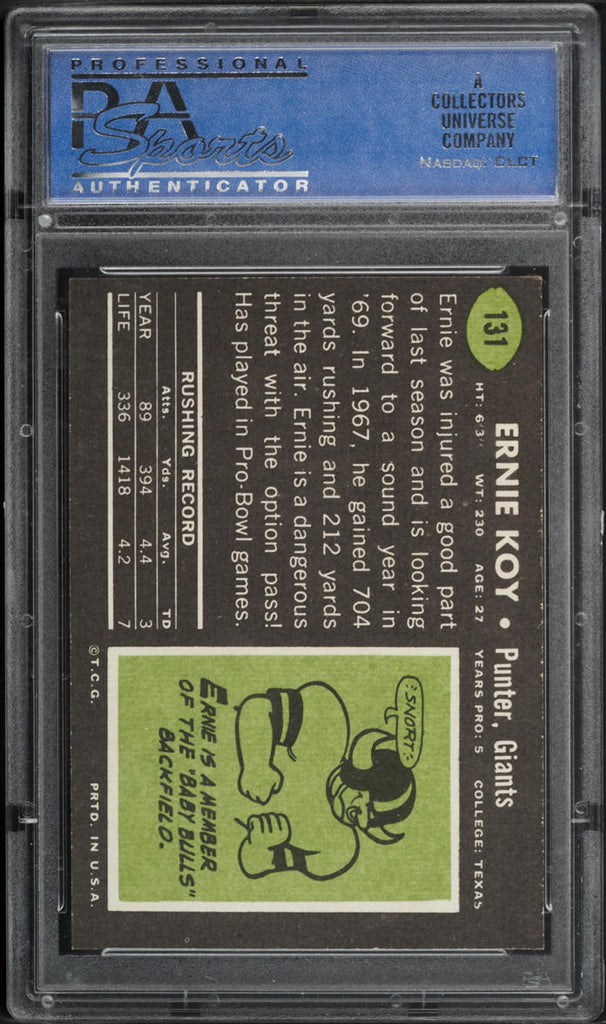 PROFESSIONAL
PSA
Sports
AUTHENTICATOR
A
COLLECTORS
UNIVERSE
COMPANY
NASDAQ: CLCT
131
ERNIE KOY • Punter, Giants
HT: 6'3" WT: 230 AGE: 27 YEARS PRO: 5 COLLEGE: TEXAS
Ernie was injured a good part
of last season and is looking
forward to a sound year in
'69. In 1967, he gained 704
yards rushing and 212 yards
in the air. Ernie is a dangerous
threat with the option pass!
Has played in Pro-Bowl games.
RUSHING RECORD
Atts. Yds. Avg. TD
YEAR 89 394 4.4 3
LIFE 336 1418 4.2 7
:SNORT:
ERNIE IS A MEMBER
OF THE "BABY BULLS"
BACKFIELD.
©T.C.G. PRTD. IN U.S.A.
PSA